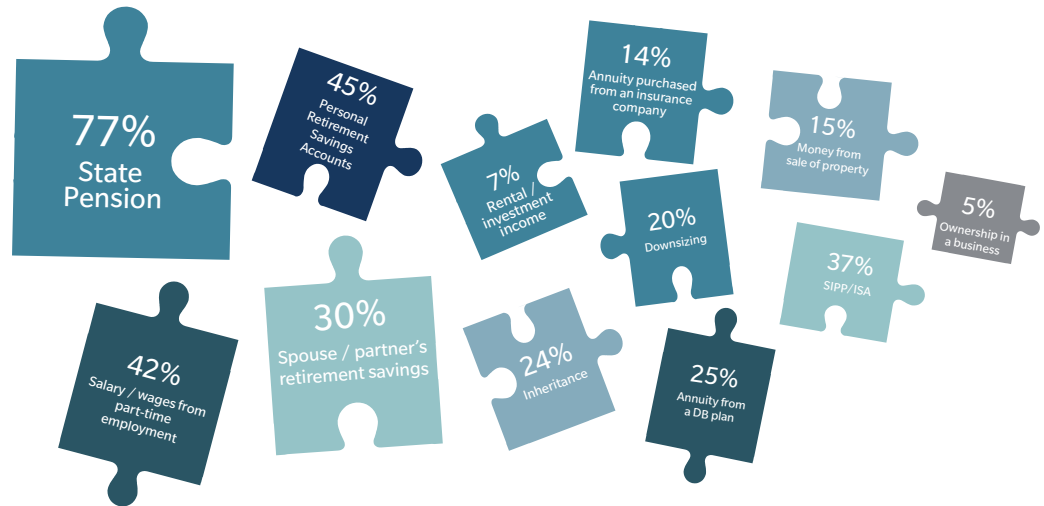 77%
State
Pension
45%
Personal
Retirement
Savings
Accounts
7%
Rental /
investment
income
14%
Annuity purchased
from an insurance
company
15%
Money from
sale of property
5%
Ownership in
a business
20%
Downsizing
37%
SIPP/ISA
42%
Salary / wages from
part-time
employment
30%
Spouse / partner's
retirement savings
24%
Inheritance
25%
Annuity from
a DB plan